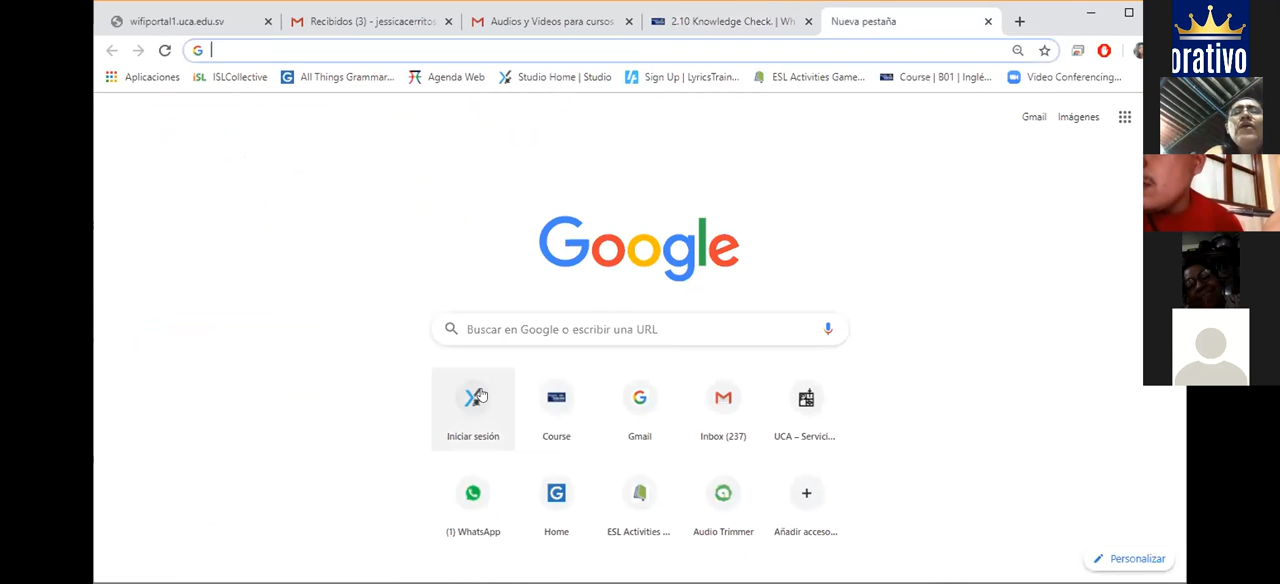 wifiportal1.uca.edu.sv
Recibidos (3) - jessicacerritos
Audios y Videos para cursos
2.10 Knowledge Check. | Wh
Nueva pestaña
Aplicaciones
iSL ISLCollective
G All Things Grammar...
Agenda Web
Studio Home | Studio
Sign Up | LyricsTrain...
ESL Activities Game...
Course | B01 | Inglé...
Video Conferencing...
Gmail Imágenes
Google
Buscar en Google o escribir una URL
Iniciar sesión
Course
Gmail
Inbox (237)
UCA – Servici...
(1) WhatsApp
Home
ESL Activities ...
Audio Trimmer
Añadir acceso...
Personalizar
orativo